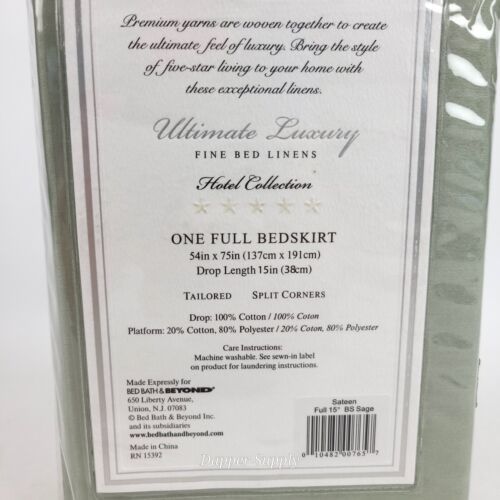 Premium yarns are woven together to create
the ultimate feel of luxury. Bring the style
of five-star living to your home with
these exceptional linens.
Ultimate Luxury
FINE BED LINENS
Hotel Collection
ONE FULL BEDSKIRT
54in x 75in (137cm x 191cm)
Drop Length 15in (38cm)
TAILORED SPLIT CORNERS
Drop: 100% Cotton / 100% Coton
Platform: 20% Cotton, 80% Polyester / 20% Coton, 80% Polyester
Care Instructions:
Machine washable. See sewn-in label
on product for laundering instructions.
Made Expressly for
BED BATH & BEYOND
650 Liberty Avenue,
Union, N.J. 07083
© Bed Bath & Beyond Inc.
and its subsidiaries
www.bedbathandbeyond.com
Made in China
RN 15392
Sateen
Full 15" BS Sage
0 10482 00765 7
Dapper Supply